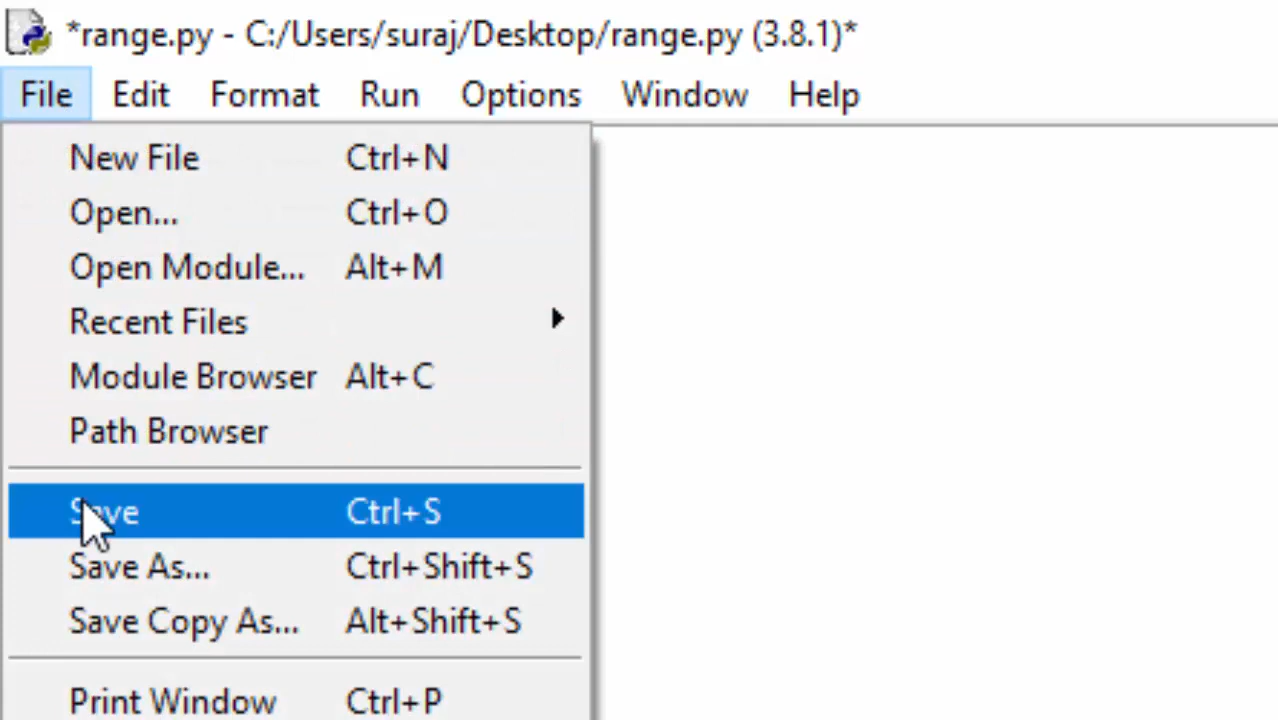 *range.py - C:/Users/suraj/Desktop/range.py (3.8.1)*
File Edit Format Run Options Window Help
New File Ctrl+N
Open... Ctrl+O
Open Module... Alt+M
Recent Files
Module Browser Alt+C
Path Browser
Save Ctrl+S
Save As... Ctrl+Shift+S
Save Copy As... Alt+Shift+S
Print Window Ctrl+P